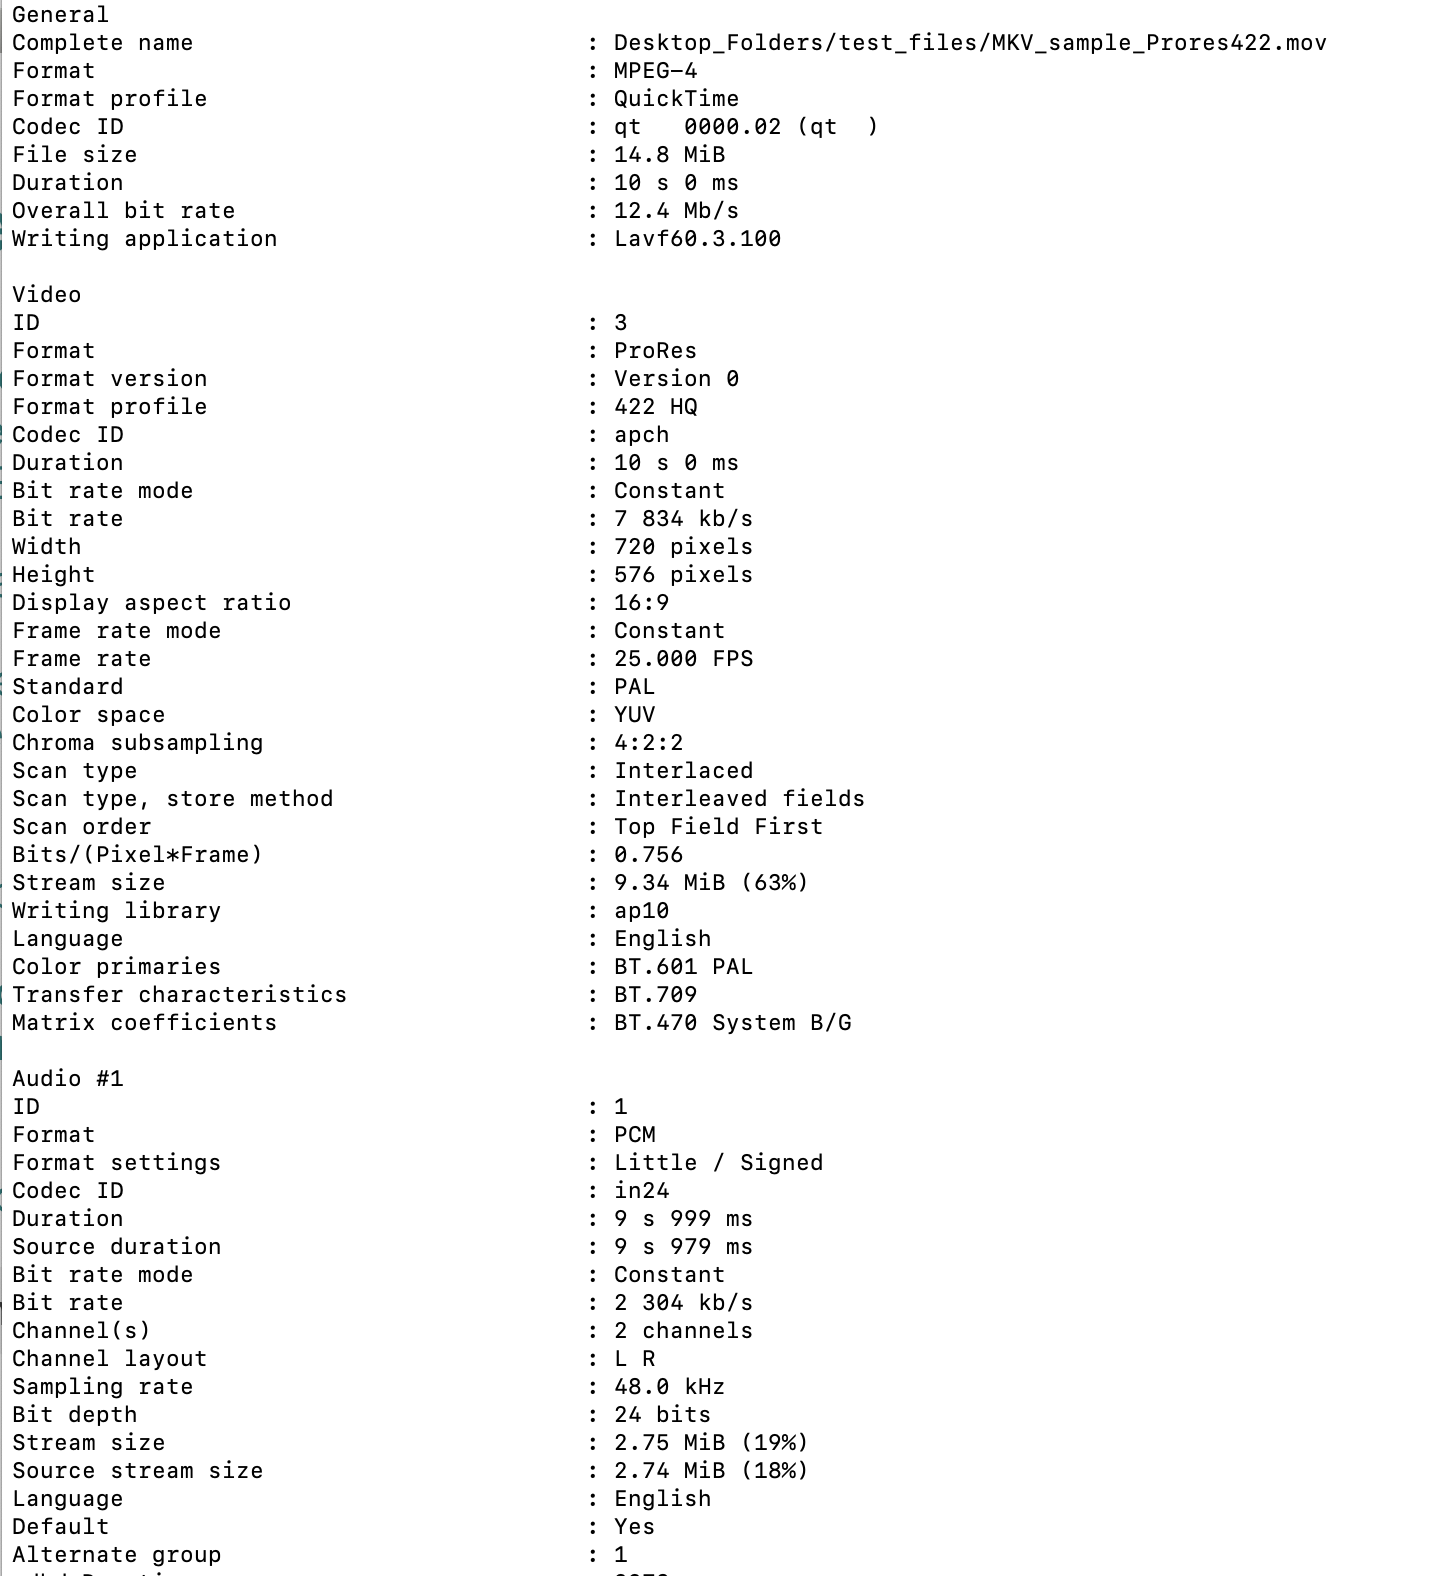 General
Complete name : Desktop_Folders/test_files/MKV_sample_Prores422.mov
Format : MPEG-4
Format profile : QuickTime
Codec ID : qt   0000.02 (qt  )
File size : 14.8 MiB
Duration : 10 s 0 ms
Overall bit rate : 12.4 Mb/s
Writing application : Lavf60.3.100

Video
ID : 3
Format : ProRes
Format version : Version 0
Format profile : 422 HQ
Codec ID : apch
Duration : 10 s 0 ms
Bit rate mode : Constant
Bit rate : 7 834 kb/s
Width : 720 pixels
Height : 576 pixels
Display aspect ratio : 16:9
Frame rate mode : Constant
Frame rate : 25.000 FPS
Standard : PAL
Color space : YUV
Chroma subsampling : 4:2:2
Scan type : Interlaced
Scan type, store method : Interleaved fields
Scan order : Top Field First
Bits/(Pixel*Frame) : 0.756
Stream size : 9.34 MiB (63%)
Writing library : ap10
Language : English
Color primaries : BT.601 PAL
Transfer characteristics : BT.709
Matrix coefficients : BT.470 System B/G

Audio #1
ID : 1
Format : PCM
Format settings : Little / Signed
Codec ID : in24
Duration : 9 s 999 ms
Source duration : 9 s 979 ms
Bit rate mode : Constant
Bit rate : 2 304 kb/s
Channel(s) : 2 channels
Channel layout : L R
Sampling rate : 48.0 kHz
Bit depth : 24 bits
Stream size : 2.75 MiB (19%)
Source stream size : 2.74 MiB (18%)
Language : English
Default : Yes
Alternate group : 1